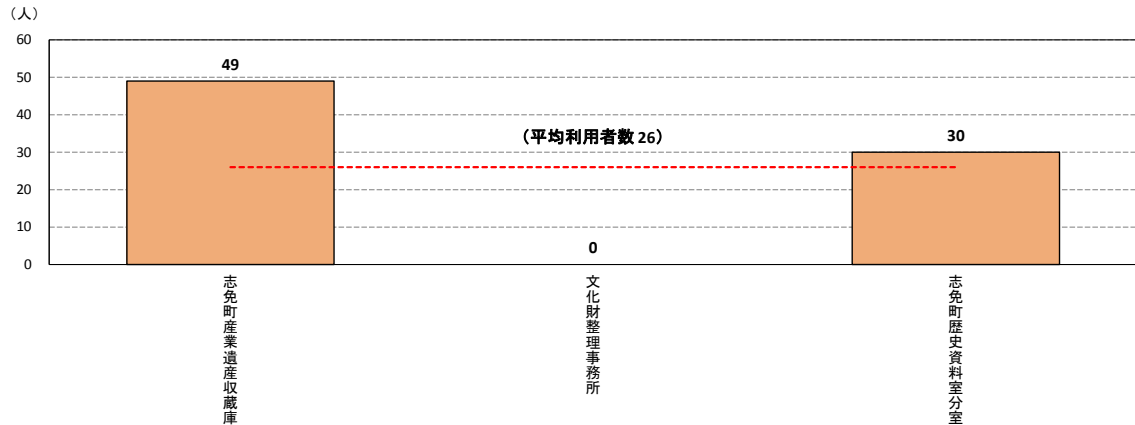 （人）
60
50
40
30
20
10
0
49
（平均利用者数 26）
0
30
志免町産業遺産収蔵庫
文化財整理事務所
志免町歴史資料室分室